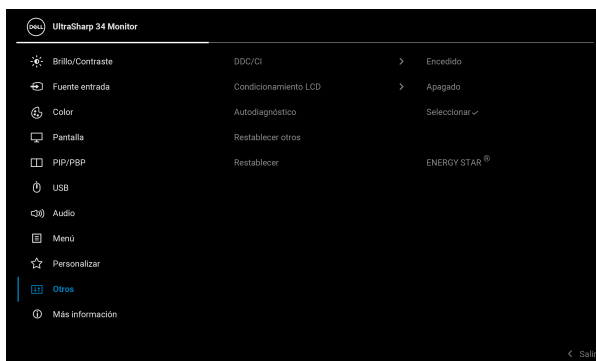 DELL UltraSharp 34 Monitor
Brillo/Contraste DDC/CI > Encedido
Fuente entrada Condicionamiento LCD > Apagado
Color Autodiagnóstico Seleccionar ✓
Pantalla Restablecer otros
PIP/PBP Restablecer ENERGY STAR ®
USB
Audio
Menú
Personalizar
Otros
Más información
< Salir